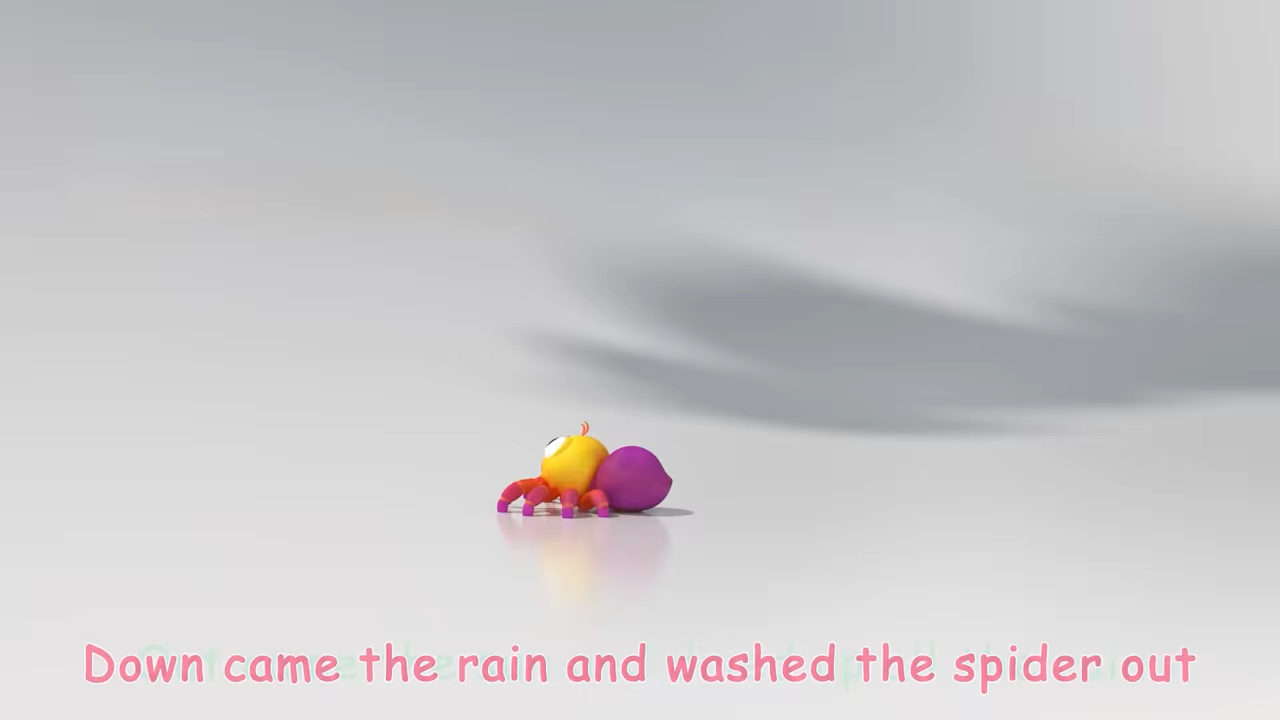 Down came the rain and washed the spider out